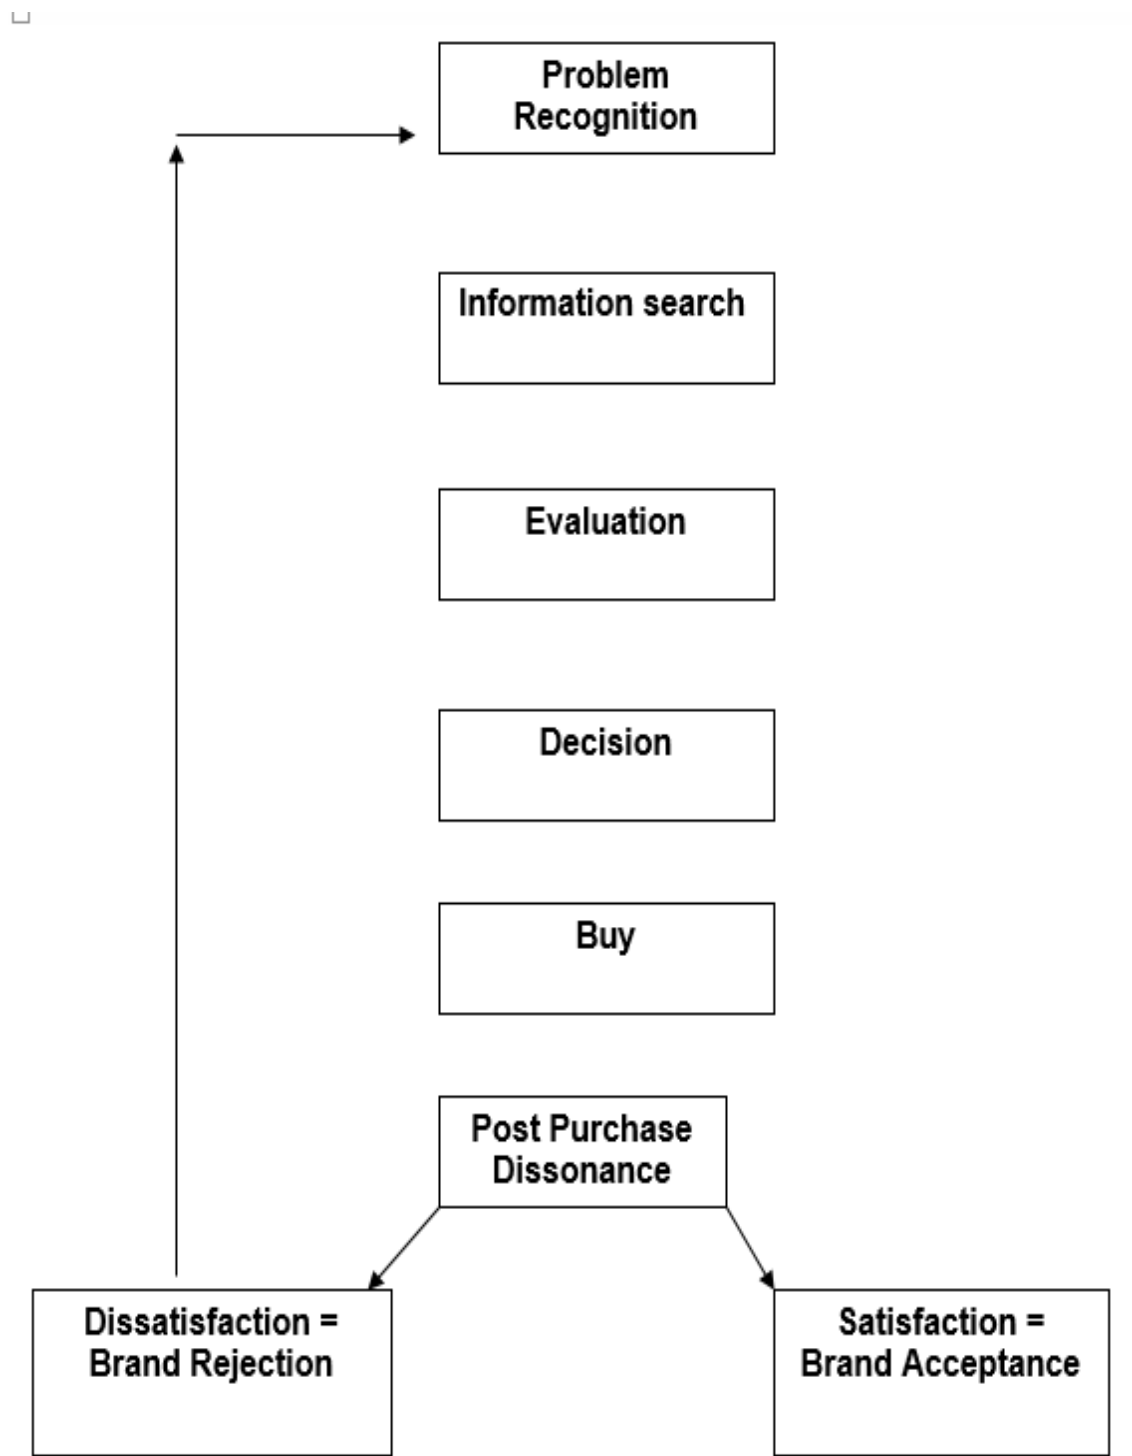 Problem
Recognition
Information search
Evaluation
Decision
Buy
Post Purchase
Dissonance
Dissatisfaction =
Brand Rejection
Satisfaction =
Brand Acceptance